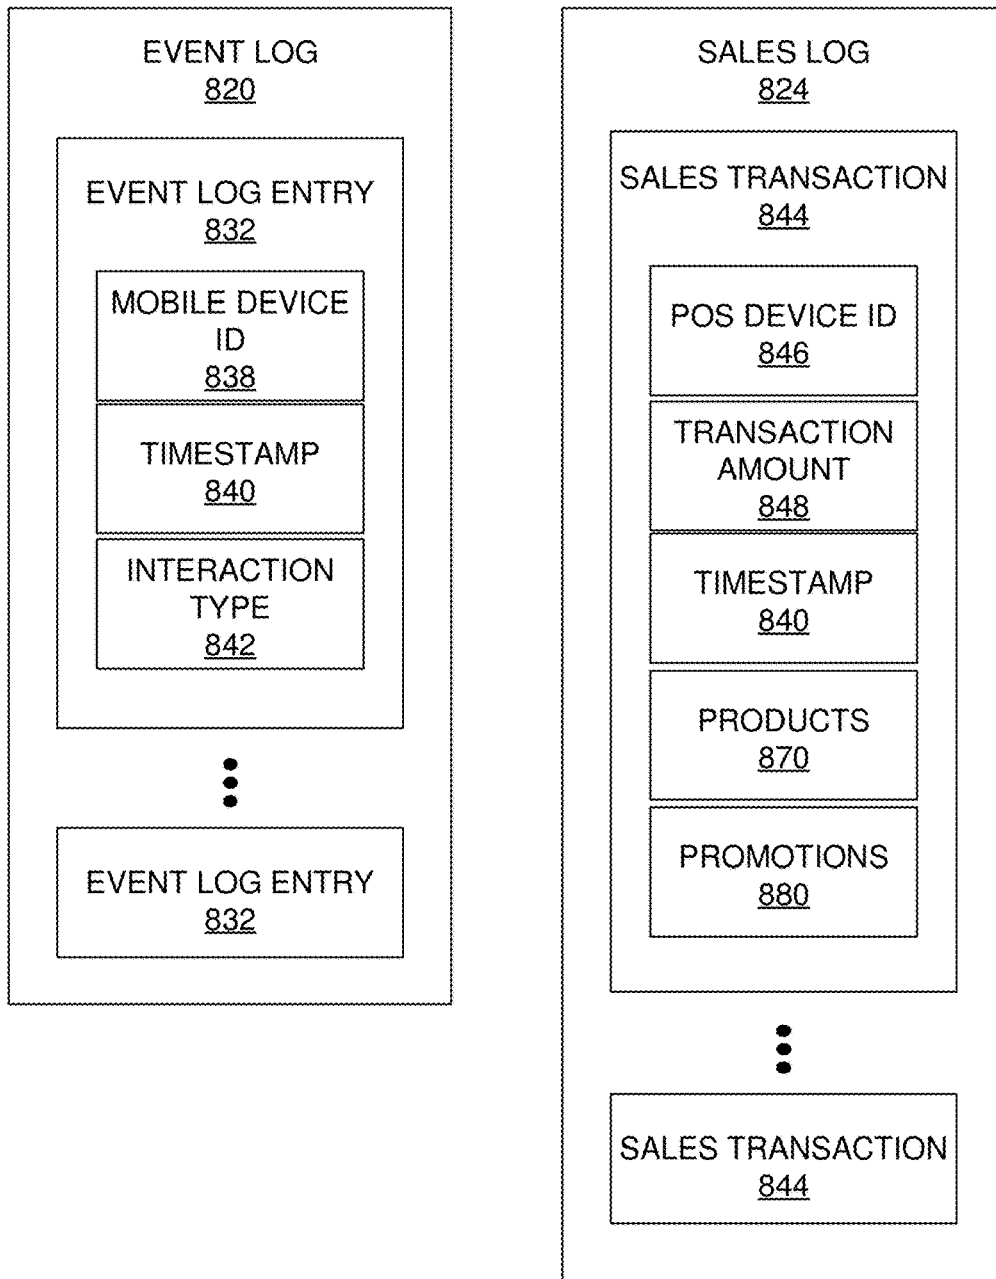 EVENT LOG
820
EVENT LOG ENTRY
832
MOBILE DEVICE
ID
838
TIMESTAMP
840
INTERACTION
TYPE
842
EVENT LOG ENTRY
832
SALES LOG
824
SALES TRANSACTION
844
POS DEVICE ID
846
TRANSACTION
AMOUNT
848
TIMESTAMP
840
PRODUCTS
870
PROMOTIONS
880
SALES TRANSACTION
844